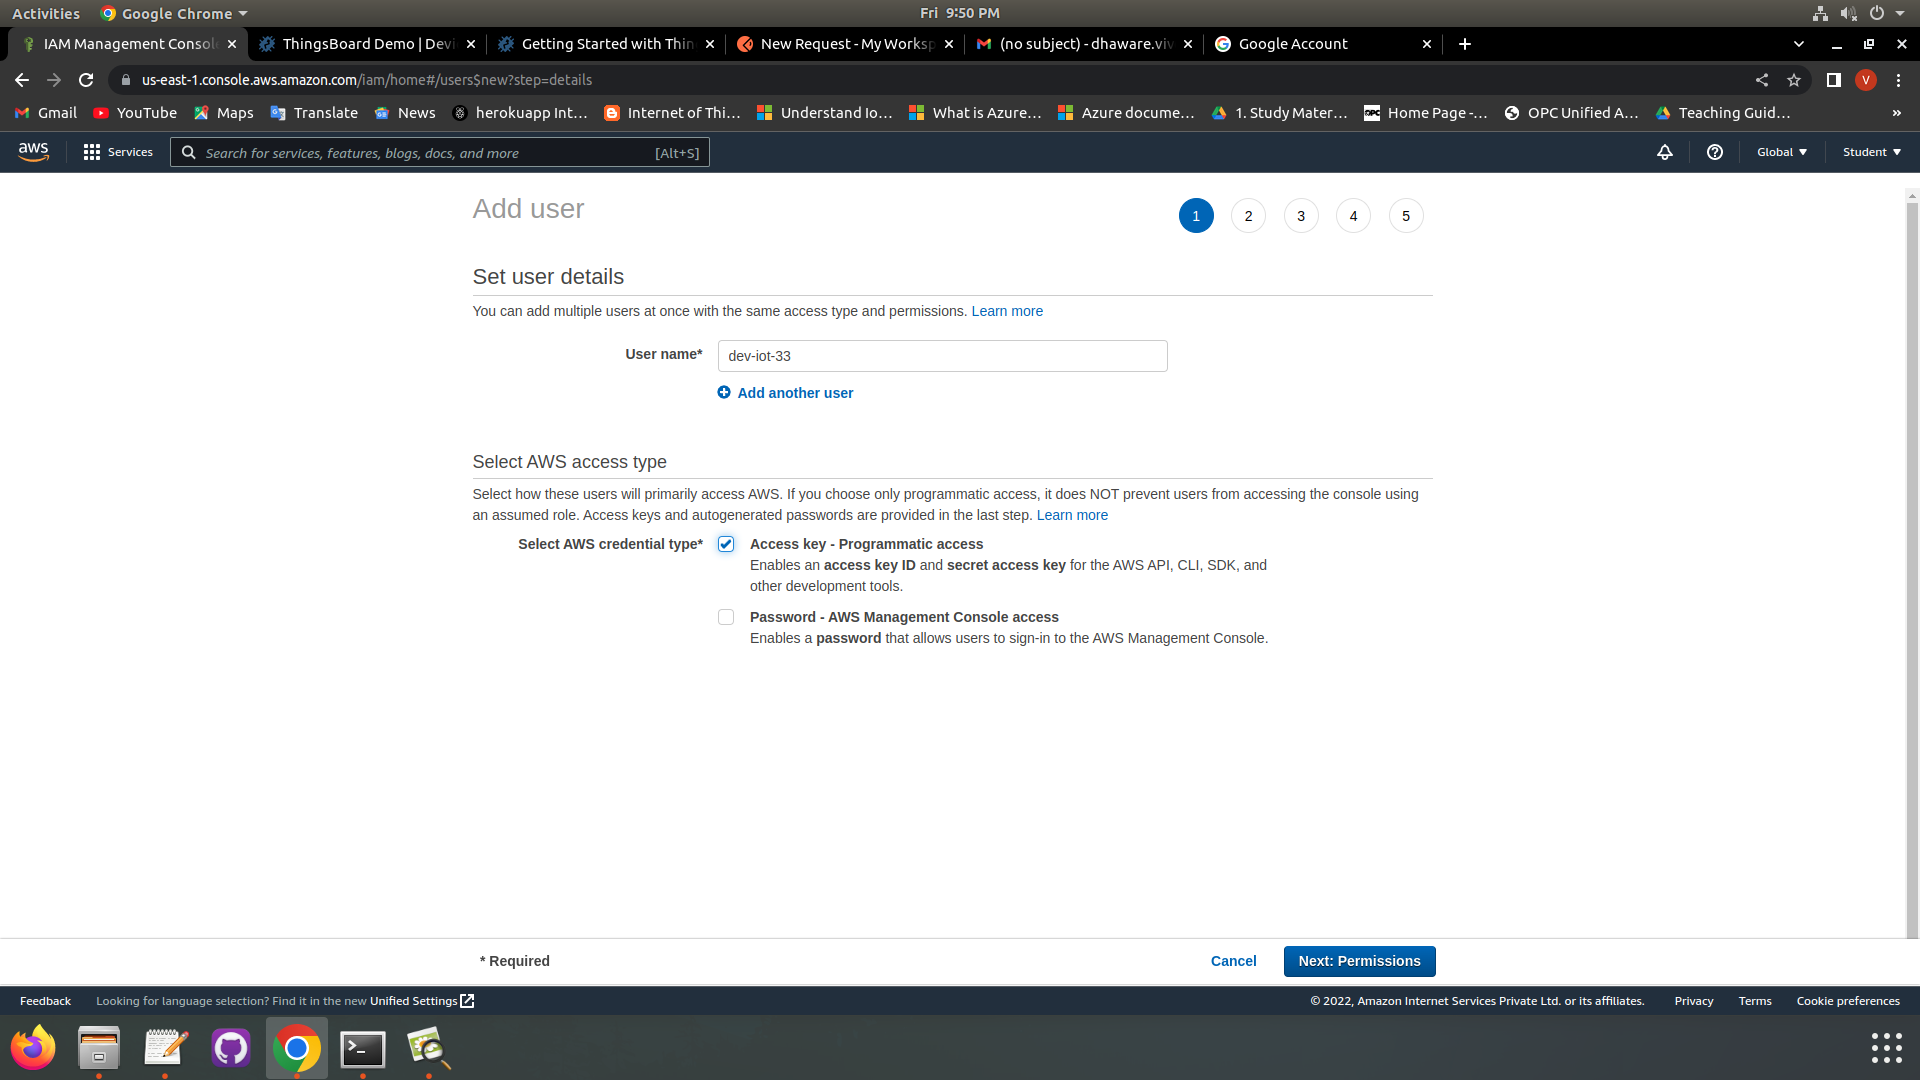 Activities
Google Chrome
Fri 9:50 PM
IAM Management Consol
ThingsBoard Demo | Devi
Getting Started with Thin
New Request - My Worksp
(no subject) - dhaware.viv
Google Account
us-east-1.console.aws.amazon.com/iam/home#/users$new?step=details
V
Gmail
YouTube
Maps
Translate
News
herokuapp Int…
Internet of Thi…
Understand Io…
What is Azure…
Azure docume…
1. Study Mater…
Home Page -…
OPC Unified A…
Teaching Guid…
»
aws
Services
Search for services, features, blogs, docs, and more
[Alt+S]
Global
Student
Add user
1
2
3
4
5
Set user details
You can add multiple users at once with the same access type and permissions. Learn more
User name*
dev-iot-33
Add another user
Select AWS access type
Select how these users will primarily access AWS. If you choose only programmatic access, it does NOT prevent users from accessing the console using
an assumed role. Access keys and autogenerated passwords are provided in the last step. Learn more
Select AWS credential type*
Access key - Programmatic access
Enables an access key ID and secret access key for the AWS API, CLI, SDK, and
other development tools.
Password - AWS Management Console access
Enables a password that allows users to sign-in to the AWS Management Console.
* Required
Cancel
Next: Permissions
Feedback
Looking for language selection? Find it in the new Unified Settings
© 2022, Amazon Internet Services Private Ltd. or its affiliates.
Privacy
Terms
Cookie preferences